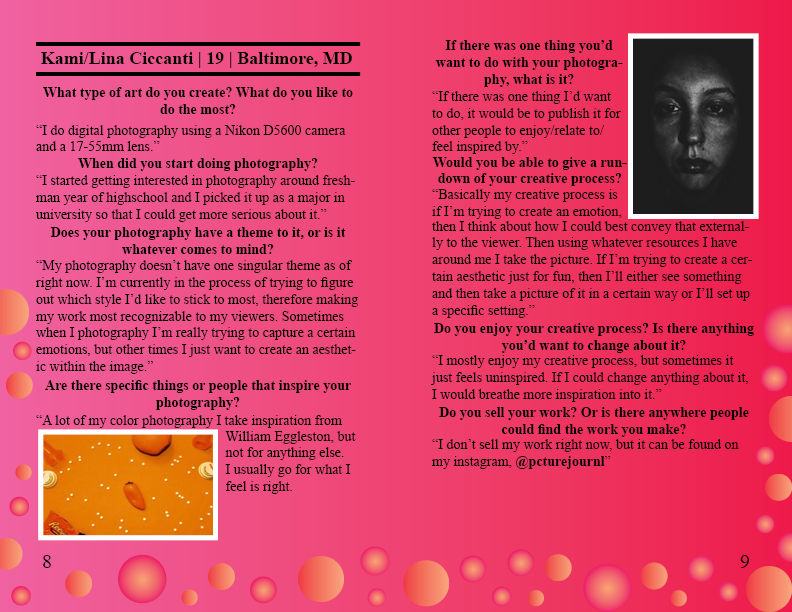 Kami/Lina Ciccanti | 19 | Baltimore, MD
What type of art do you create? What do you like to
do the most?
“I do digital photography using a Nikon D5600 camera
and a 17-55mm lens.”
When did you start doing photography?
“I started getting interested in photography around fresh-
man year of highschool and I picked it up as a major in
university so that I could get more serious about it.”
Does your photography have a theme to it, or is it
whatever comes to mind?
“My photography doesn’t have one singular theme as of
right now. I’m currently in the process of trying to figure
out which style I’d like to stick to most, therefore making
my work most recognizable to my viewers. Sometimes
when I photography I’m really trying to capture a certain
emotions, but other times I just want to create an aesthet-
ic within the image.”
Are there specific things or people that inspire your
photography?
“A lot of my color photography I take inspiration from
William Eggleston, but
not for anything else.
I usually go for what I
feel is right.
8
If there was one thing you’d
want to do with your photogra-
phy, what is it?
“If there was one thing I’d want
to do, it would be to publish it for
other people to enjoy/relate to/
feel inspired by.”
Would you be able to give a run-
down of your creative process?
“Basically my creative process is
if I’m trying to create an emotion,
then I think about how I could best convey that external-
ly to the viewer. Then using whatever resources I have
around me I take the picture. If I’m trying to create a cer-
tain aesthetic just for fun, then I’ll either see something
and then take a picture of it in a certain way or I’ll set up
a specific setting.”
Do you enjoy your creative process? Is there anything
you’d want to change about it?
“I mostly enjoy my creative process, but sometimes it
just feels uninspired. If I could change anything about it,
I would breathe more inspiration into it.”
Do you sell your work? Or is there anywhere people
could find the work you make?
“I don’t sell my work right now, but it can be found on
my instagram, @pcturejournl”
9